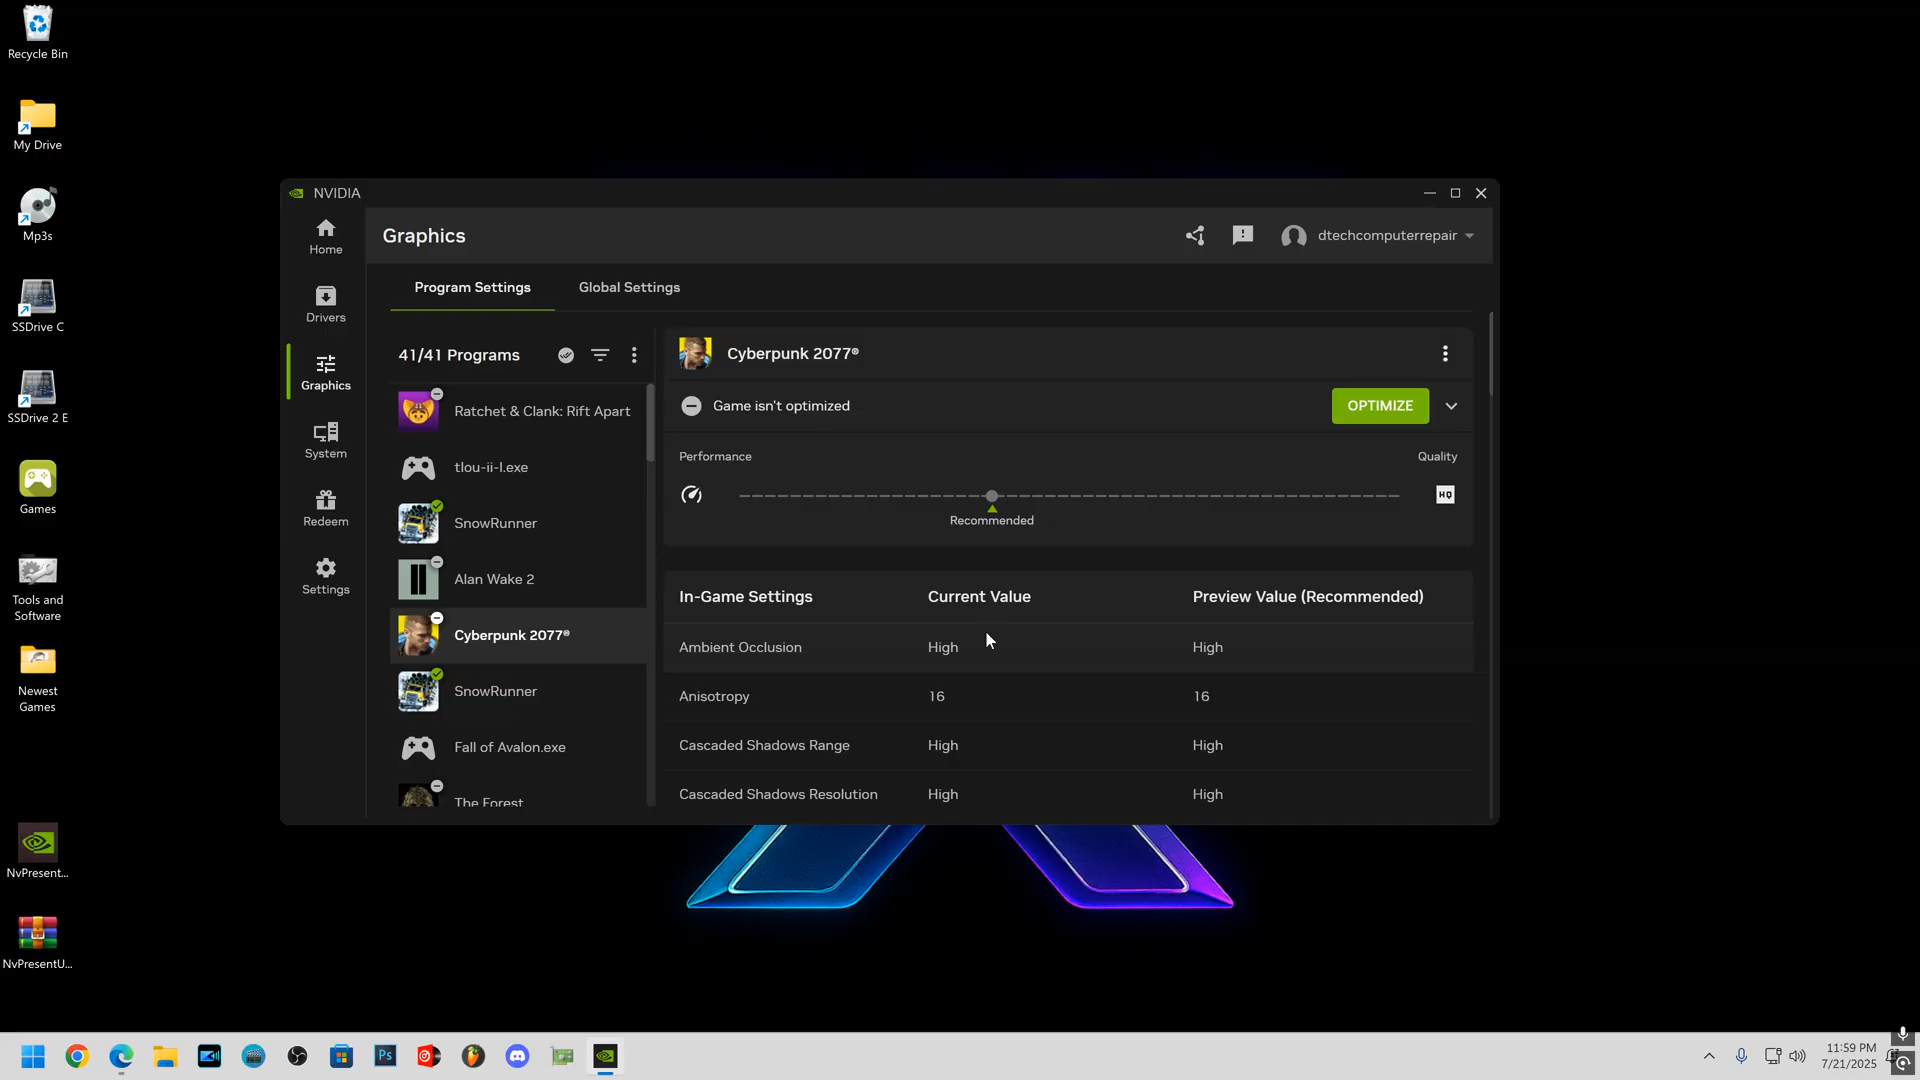 Recycle Bin
My Drive
Mp3s
SSDrive C
SSDrive 2 E
Games
Tools and
Software
Newest
Games
NvPresent...
NvPresentU...
NVIDIA
Home
Drivers
Graphics
System
Redeem
Settings
Graphics
dtechcomputerrepair
Program Settings
Global Settings
41/41 Programs
Ratchet & Clank: Rift Apart
tlou-ii-l.exe
SnowRunner
Alan Wake 2
Cyberpunk 2077®
SnowRunner
Fall of Avalon.exe
The Forest
Cyberpunk 2077®
Game isn't optimized
OPTIMIZE
Performance
Quality
HQ
Recommended
In-Game Settings Current Value Preview Value (Recommended)
Ambient Occlusion High High
Anisotropy 16 16
Cascaded Shadows Range High High
Cascaded Shadows Resolution High High
Ps
11:59 PM
7/21/2025